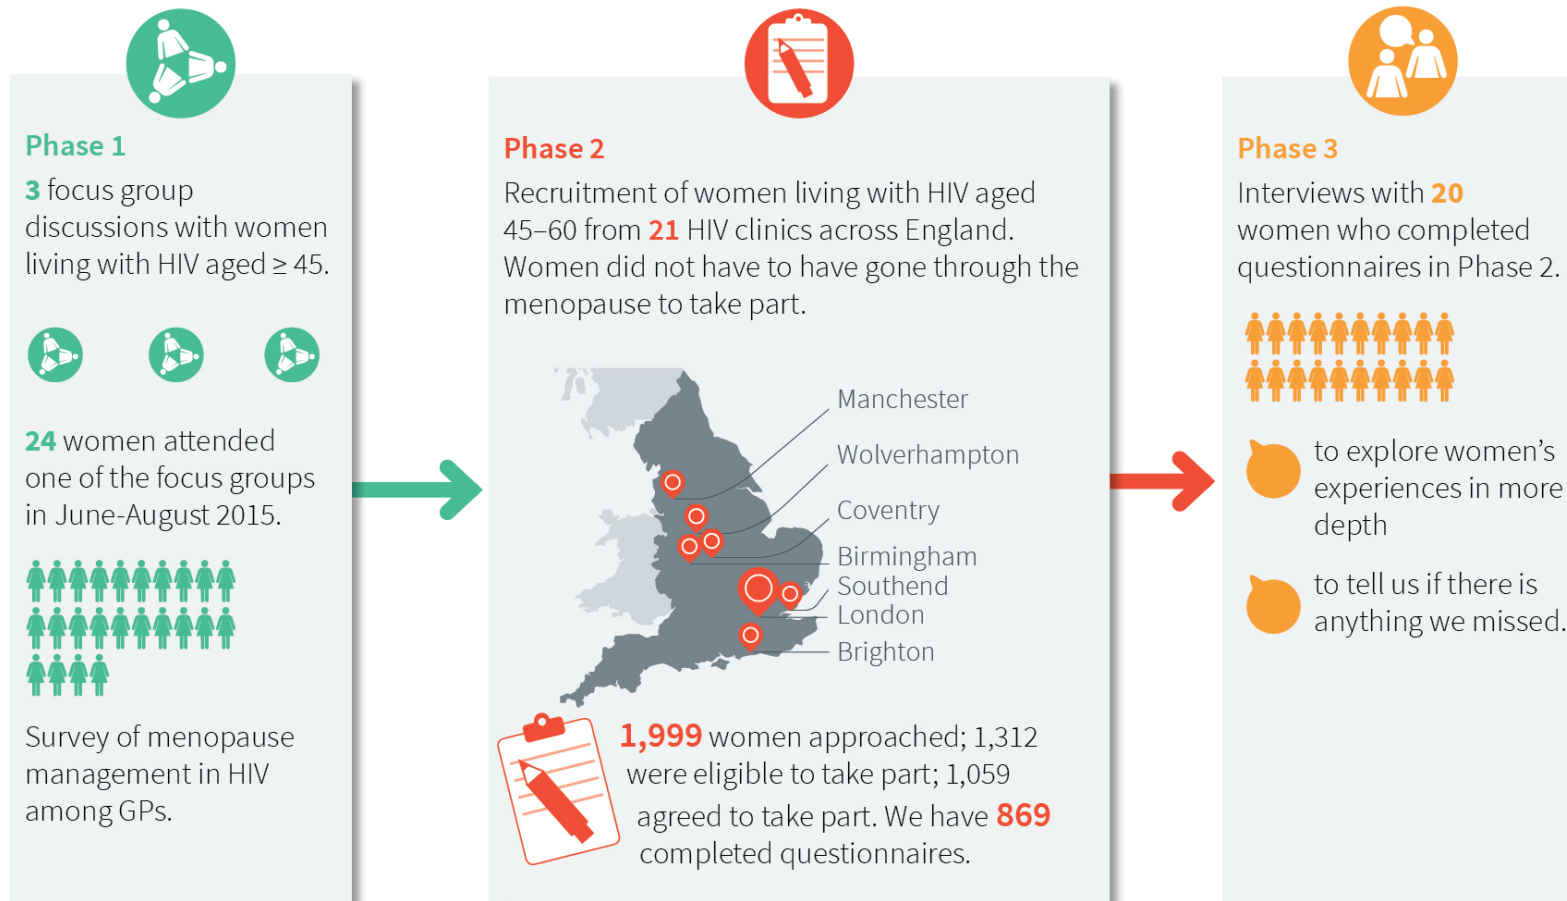 Phase 1
3 focus group
discussions with women
living with HIV aged ≥ 45.
24 women attended
one of the focus groups
in June-August 2015.
Survey of menopause
management in HIV
among GPs.
Phase 2
Recruitment of women living with HIV aged
45–60 from 21 HIV clinics across England.
Women did not have to have gone through the
menopause to take part.
Manchester
Wolverhampton
Coventry
Birmingham
Southend
London
Brighton
1,999 women approached; 1,312
were eligible to take part; 1,059
agreed to take part. We have 869
completed questionnaires.
Phase 3
Interviews with 20
women who completed
questionnaires in Phase 2.
to explore women’s
experiences in more
depth
to tell us if there is
anything we missed.